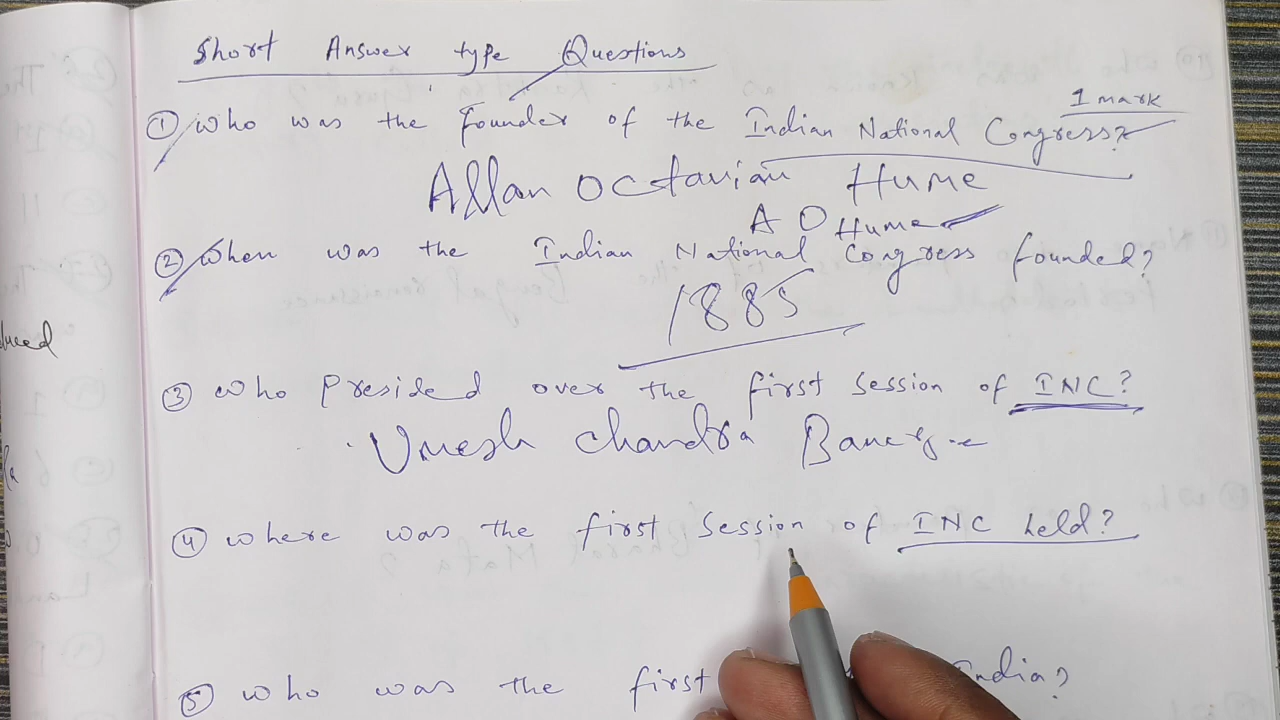 Short Answer type Questions
1 mark
① Who was the Founder of the Indian National Congress?
Allan Octavian Hume
A O Hume
② When was the Indian National Congress founded?
1885
③ Who Presided over the first Session of INC?
Umesh Chandra
④ Where was the first Session of INC held?
⑤ Who was the first India?